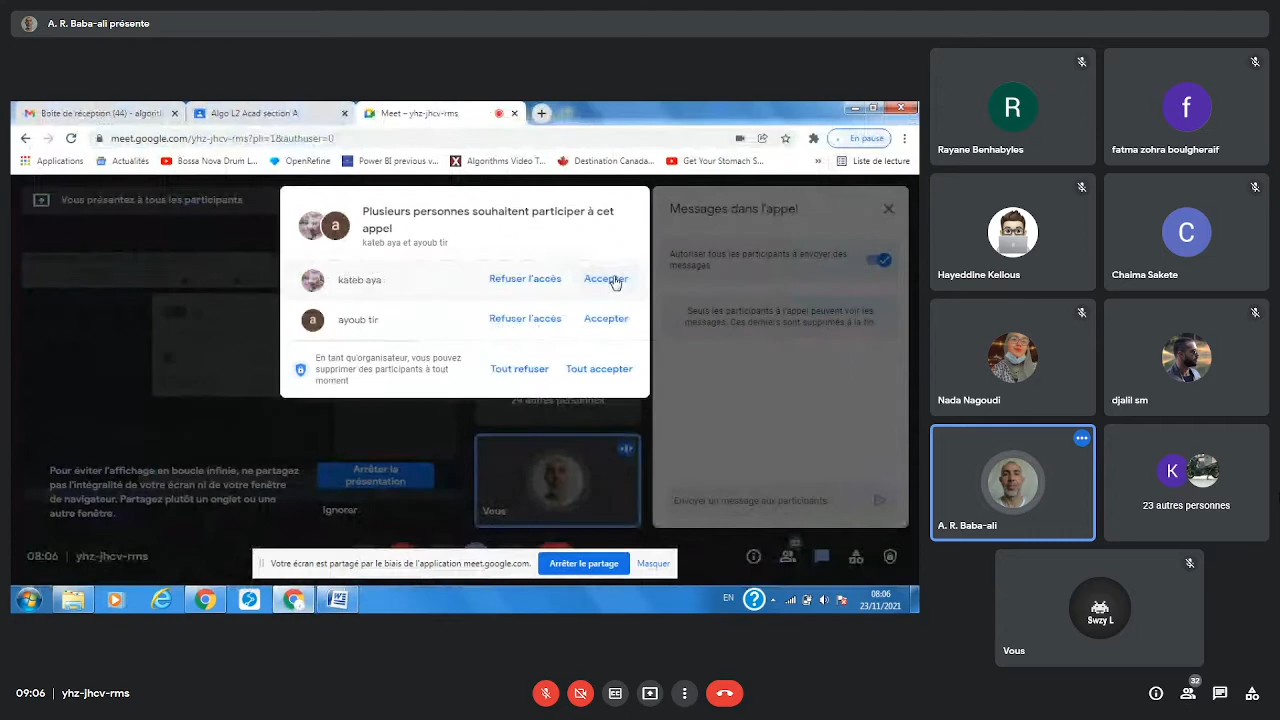 A. R. Baba-ali présente
Boîte de réception (44) - algori
Algo L2 Acad section A
Meet – yhz-jhcv-rms
meet.google.com/yhz-jhcv-rms?pli=1&authuser=0
En pause
Applications
Actualités
Bossa Nova Drum L...
OpenRefine
Power BI previous v...
Algorithms Video T...
Destination Canada...
Get Your Stomach S...
»
Liste de lecture
Vous présentez à tous les participants
Plusieurs personnes souhaitent participer à cet
appel
kateb aya et ayoub tir
a
kateb aya
Refuser l'accès
Accepter
a
ayoub tir
Refuser l'accès
Accepter
En tant qu'organisateur, vous pouvez
supprimer des participants à tout
moment
Tout refuser
Tout accepter
Messages dans l'appel
Autoriser tous les participants à envoyer des
messages
Seuls les participants à l'appel peuvent voir les
messages. Ces derniers sont supprimés à la fin
24 autres personnes
Pour éviter l'affichage en boucle infinie, ne partagez
pas l'intégralité de votre écran ni de votre fenêtre
de navigateur. Partagez plutôt un onglet ou une
autre fenêtre.
Arrêter la
présentation
Ignorer
Vous
Envoyer un message aux participants
08:06 | yhz-jhcv-rms
Votre écran est partagé par le biais de l'application meet.google.com.
Arrêter le partage
Masquer
EN
08:06
23/11/2021
R
Rayane Benhabyles
f
fatma zohra boulgheraif
Hayeddine Kellous
C
Chalma Sakete
Nada Nagoudi
djalil sm
A. R. Baba-ali
K
23 autres personnes
Swzy L
Vous
09:06 | yhz-jhcv-rms
32